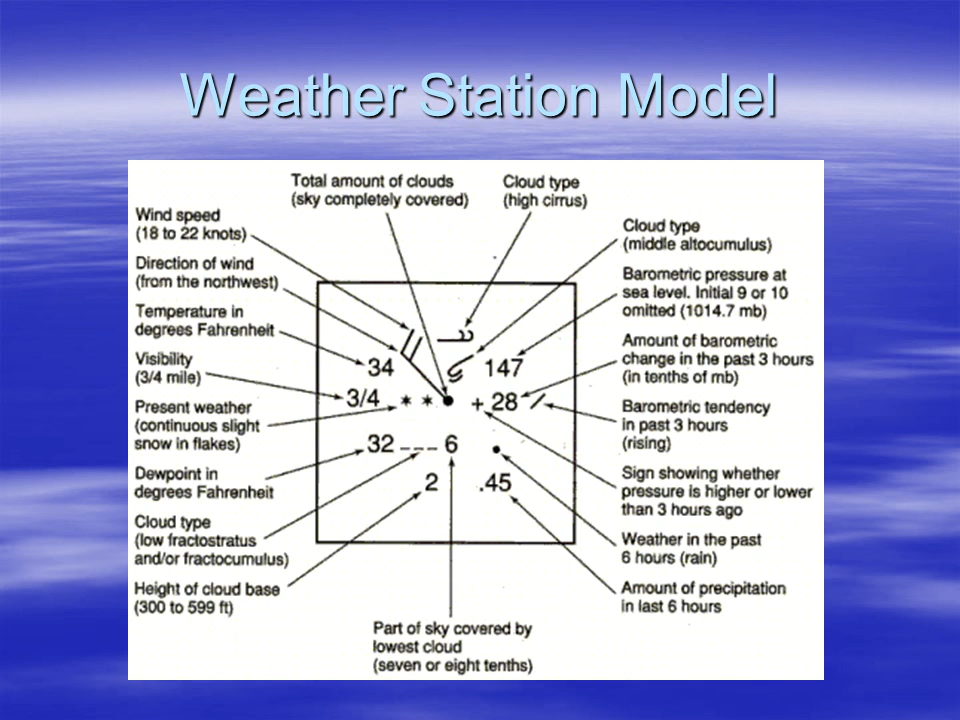 Weather Station Model
Total amount of clouds
(sky completely covered)
Cloud type
(high cirrus)
Wind speed
(18 to 22 knots)
Direction of wind
(from the northwest)
Temperature in
degrees Fahrenheit
Visibility
(3/4 mile)
Present weather
(continuous slight
snow in flakes)
Dewpoint in
degrees Fahrenheit
Cloud type
(low fractostratus
and/or fractocumulus)
Height of cloud base
(300 to 599 ft)
34
147
3/4
* *
+ 28
32
6
2
.45
Cloud type
(middle altocumulus)
Barometric pressure at
sea level. Initial 9 or 10
omitted (1014.7 mb)
Amount of barometric
change in the past 3 hours
(in tenths of mb)
Barometric tendency
in past 3 hours
(rising)
Sign showing whether
pressure is higher or lower
than 3 hours ago
Weather in the past
6 hours (rain)
Amount of precipitation
in last 6 hours
Part of sky covered by
lowest cloud
(seven or eight tenths)